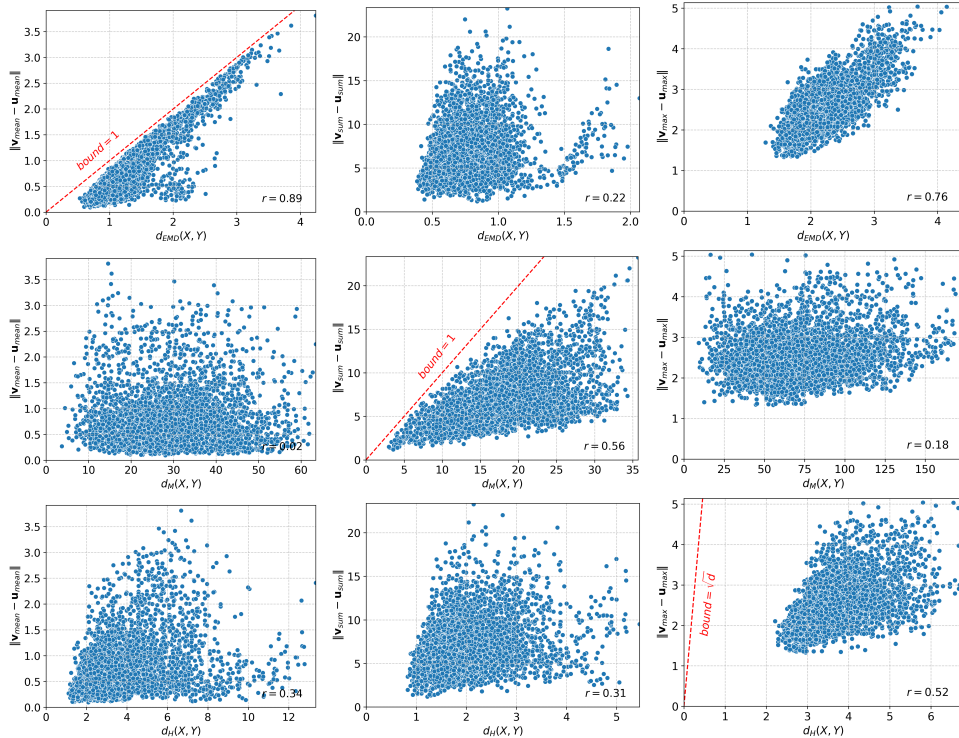 3.5
3.0
2.5
2.0
1.5
1.0
0.5
0.0
0 1 2 3 4
‖v_mean − u_mean‖
d_EMD(X, Y)
bound = 1
r = 0.89
20
15
10
5
0
0.0 0.5 1.0 1.5 2.0
‖v_sum − u_sum‖
d_EMD(X, Y)
r = 0.22
5
4
3
2
1
0
0 1 2 3 4
‖v_max − u_max‖
d_EMD(X, Y)
r = 0.76
3.5
3.0
2.5
2.0
1.5
1.0
0.5
0.0
0 10 20 30 40 50 60
‖v_mean − u_mean‖
d_M(X, Y)
r = 0.02
20
15
10
5
0
0 5 10 15 20 25 30 35
‖v_sum − u_sum‖
d_M(X, Y)
bound = 1
r = 0.56
5
4
3
2
1
0
0 25 50 75 100 125 150
‖v_max − u_max‖
d_M(X, Y)
r = 0.18
3.5
3.0
2.5
2.0
1.5
1.0
0.5
0.0
0 2 4 6 8 10 12
‖v_mean − u_mean‖
d_H(X, Y)
r = 0.34
20
15
10
5
0
0 1 2 3 4 5
‖v_sum − u_sum‖
d_H(X, Y)
r = 0.31
5
4
3
2
1
0
0 1 2 3 4 5 6
‖v_max − u_max‖
d_H(X, Y)
bound = √d
r = 0.52